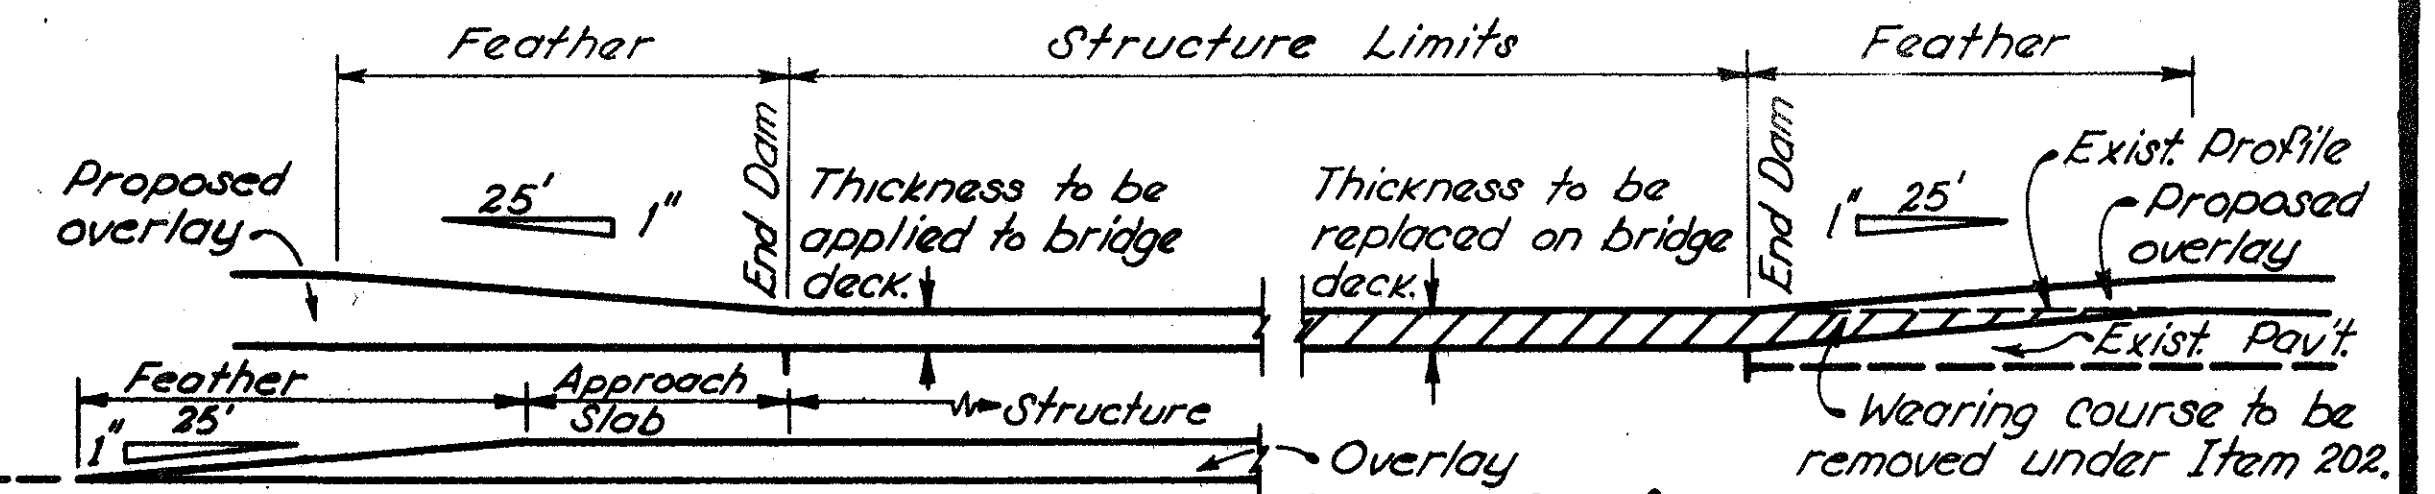 Feather
Structure Limits
Feather
Proposed
overlay
25'
1"
End Dam
Thickness to be
applied to bridge
deck.
Thickness to be
replaced on bridge
deck.
End Dam
1"
25'
Exist. Profile
Proposed
overlay
Exist. Pav't.
Wearing course to be
removed under Item 202.
Feather
25'
1"
Approach
Slab
Structure
Overlay